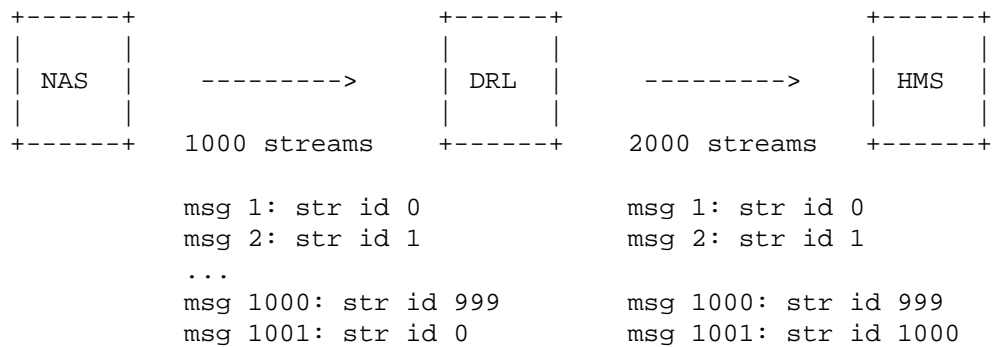 +------+ +------+ +------+
| | | | | |
| NAS | ---------> | DRL | ---------> | HMS |
| | | | | |
+------+ 1000 streams +------+ 2000 streams +------+
msg 1: str id 0 msg 1: str id 0
msg 2: str id 1 msg 2: str id 1
...
msg 1000: str id 999 msg 1000: str id 999
msg 1001: str id 0 msg 1001: str id 1000